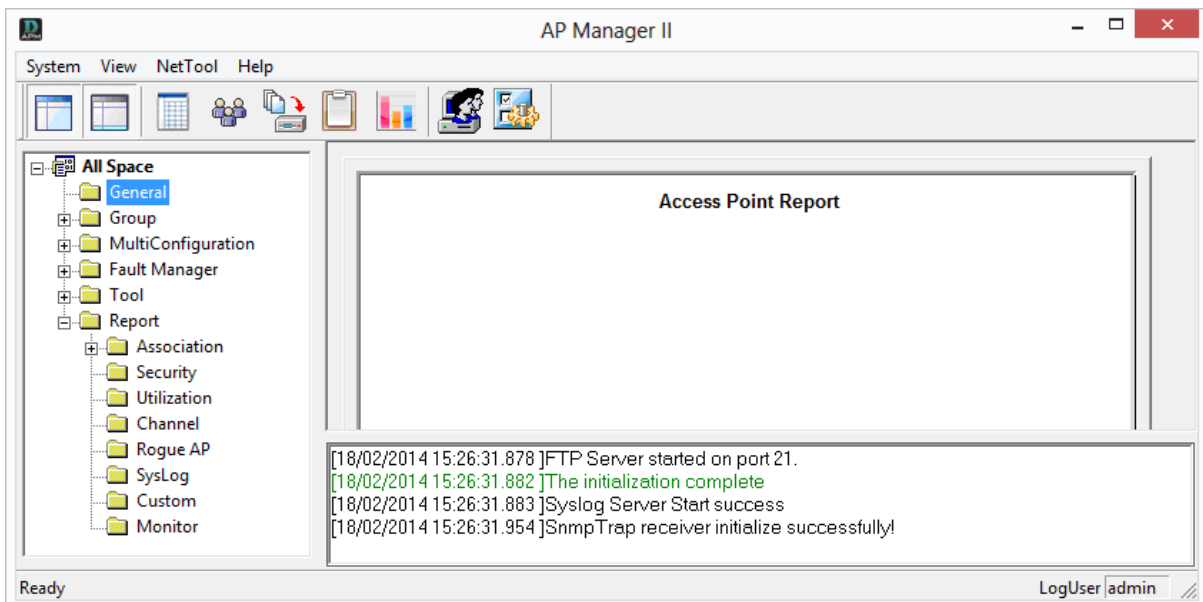 AP Manager II
System View NetTool Help
All Space
General
Group
MultiConfiguration
Fault Manager
Tool
Report
Association
Security
Utilization
Channel
Rogue AP
SysLog
Custom
Monitor
Access Point Report
[18/02/2014 15:26:31.878 ]FTP Server started on port 21.
[18/02/2014 15:26:31.882 ]The initialization complete
[18/02/2014 15:26:31.883 ]Syslog Server Start success
[18/02/2014 15:26:31.954 ]SnmpTrap receiver initialize successfully!
Ready
LogUser admin